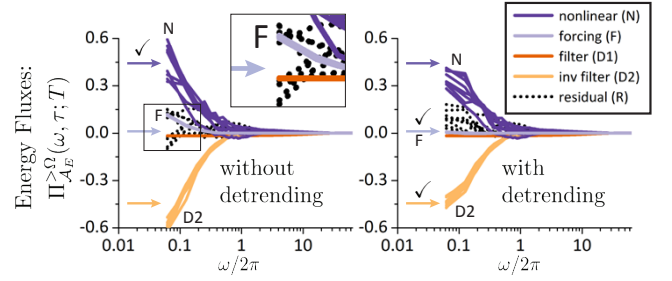 Energy Fluxes:
Π^{>Ω}_{𝒜_E}(ω, τ; T)
0.6
0.3
0.0
-0.3
-0.6
0.01
0.1
1
10
ω/2π
✓
N
F
D2
F
without
detrending
0.6
0.3
0.0
-0.3
-0.6
0.01
0.1
1
10
ω/2π
N
✓
F
✓
D2
with
detrending
nonlinear (N)
forcing (F)
filter (D1)
inv filter (D2)
residual (R)